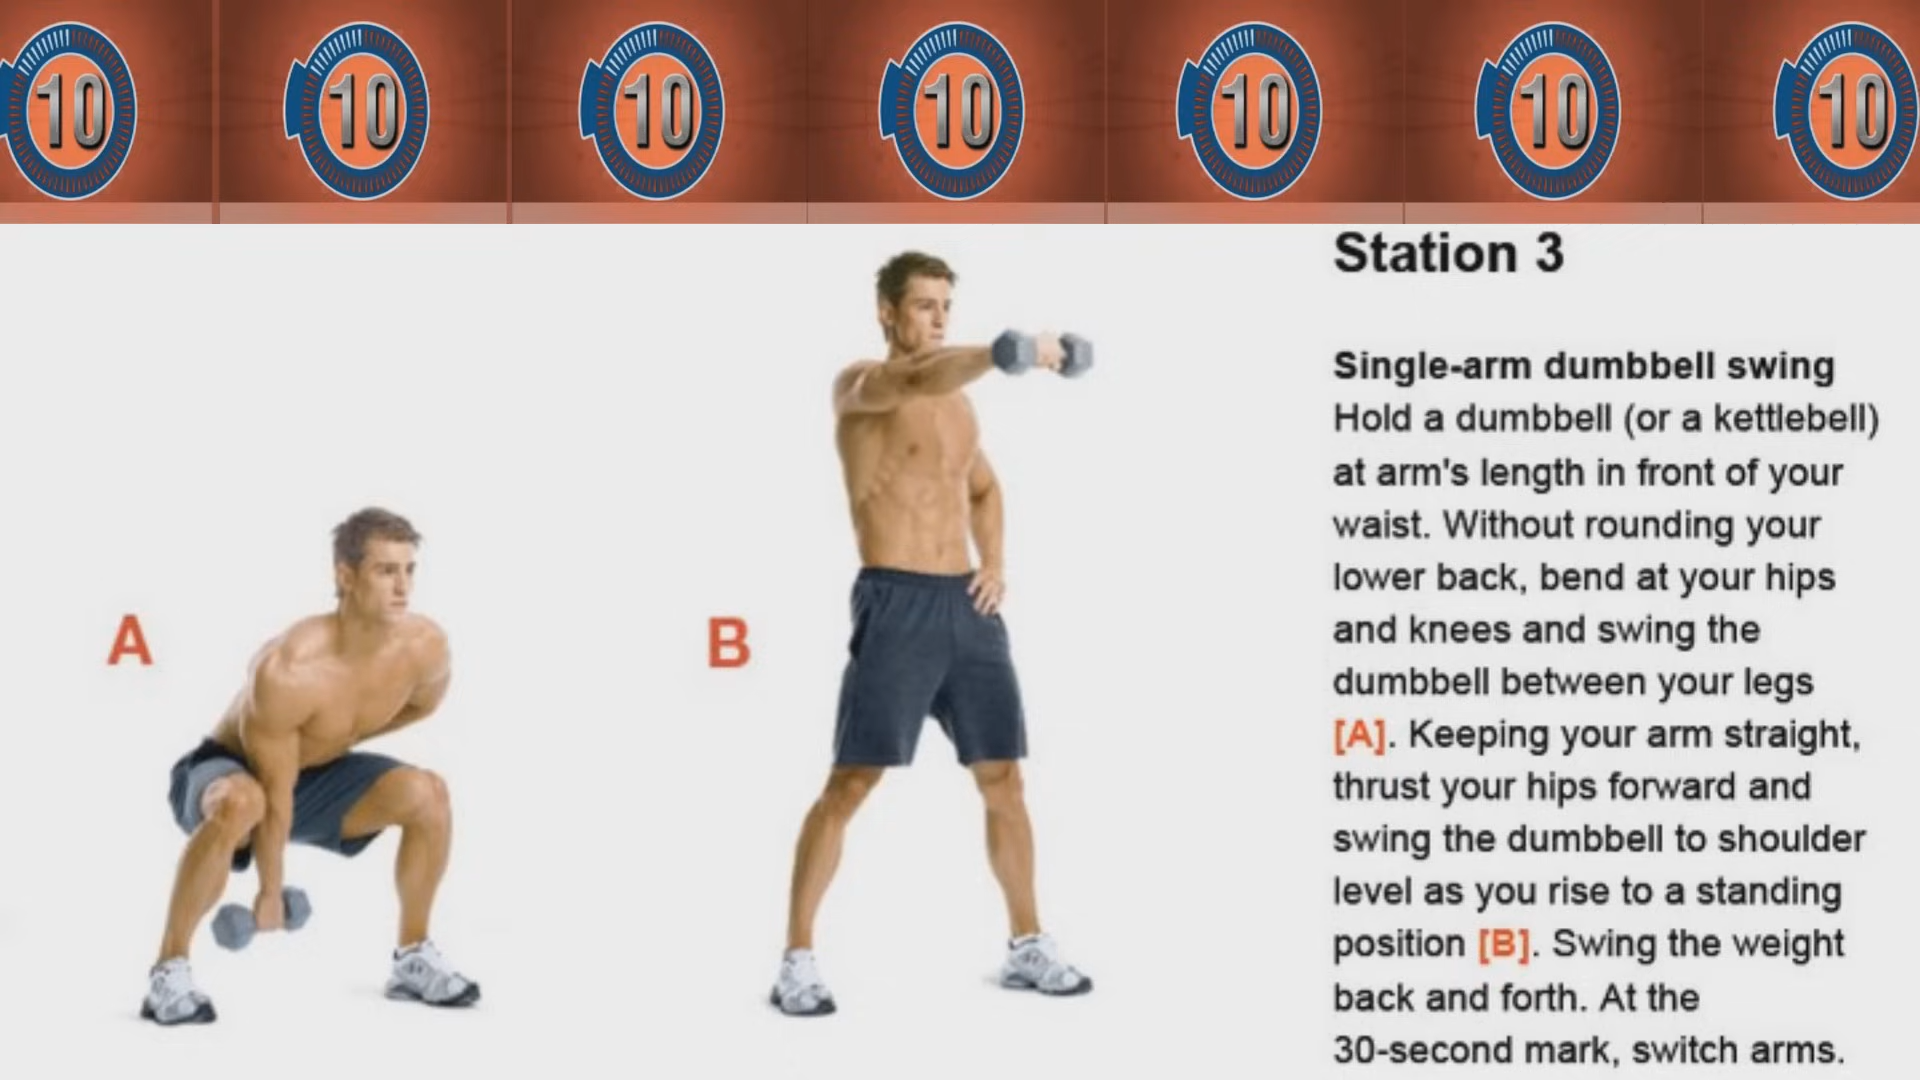 10 10 10 10 10 10 10
Station 3
Single-arm dumbbell swing
Hold a dumbbell (or a kettlebell)
at arm's length in front of your
waist. Without rounding your
lower back, bend at your hips
and knees and swing the
dumbbell between your legs
[A]. Keeping your arm straight,
thrust your hips forward and
swing the dumbbell to shoulder
level as you rise to a standing
position [B]. Swing the weight
back and forth. At the
30-second mark, switch arms.
A
B